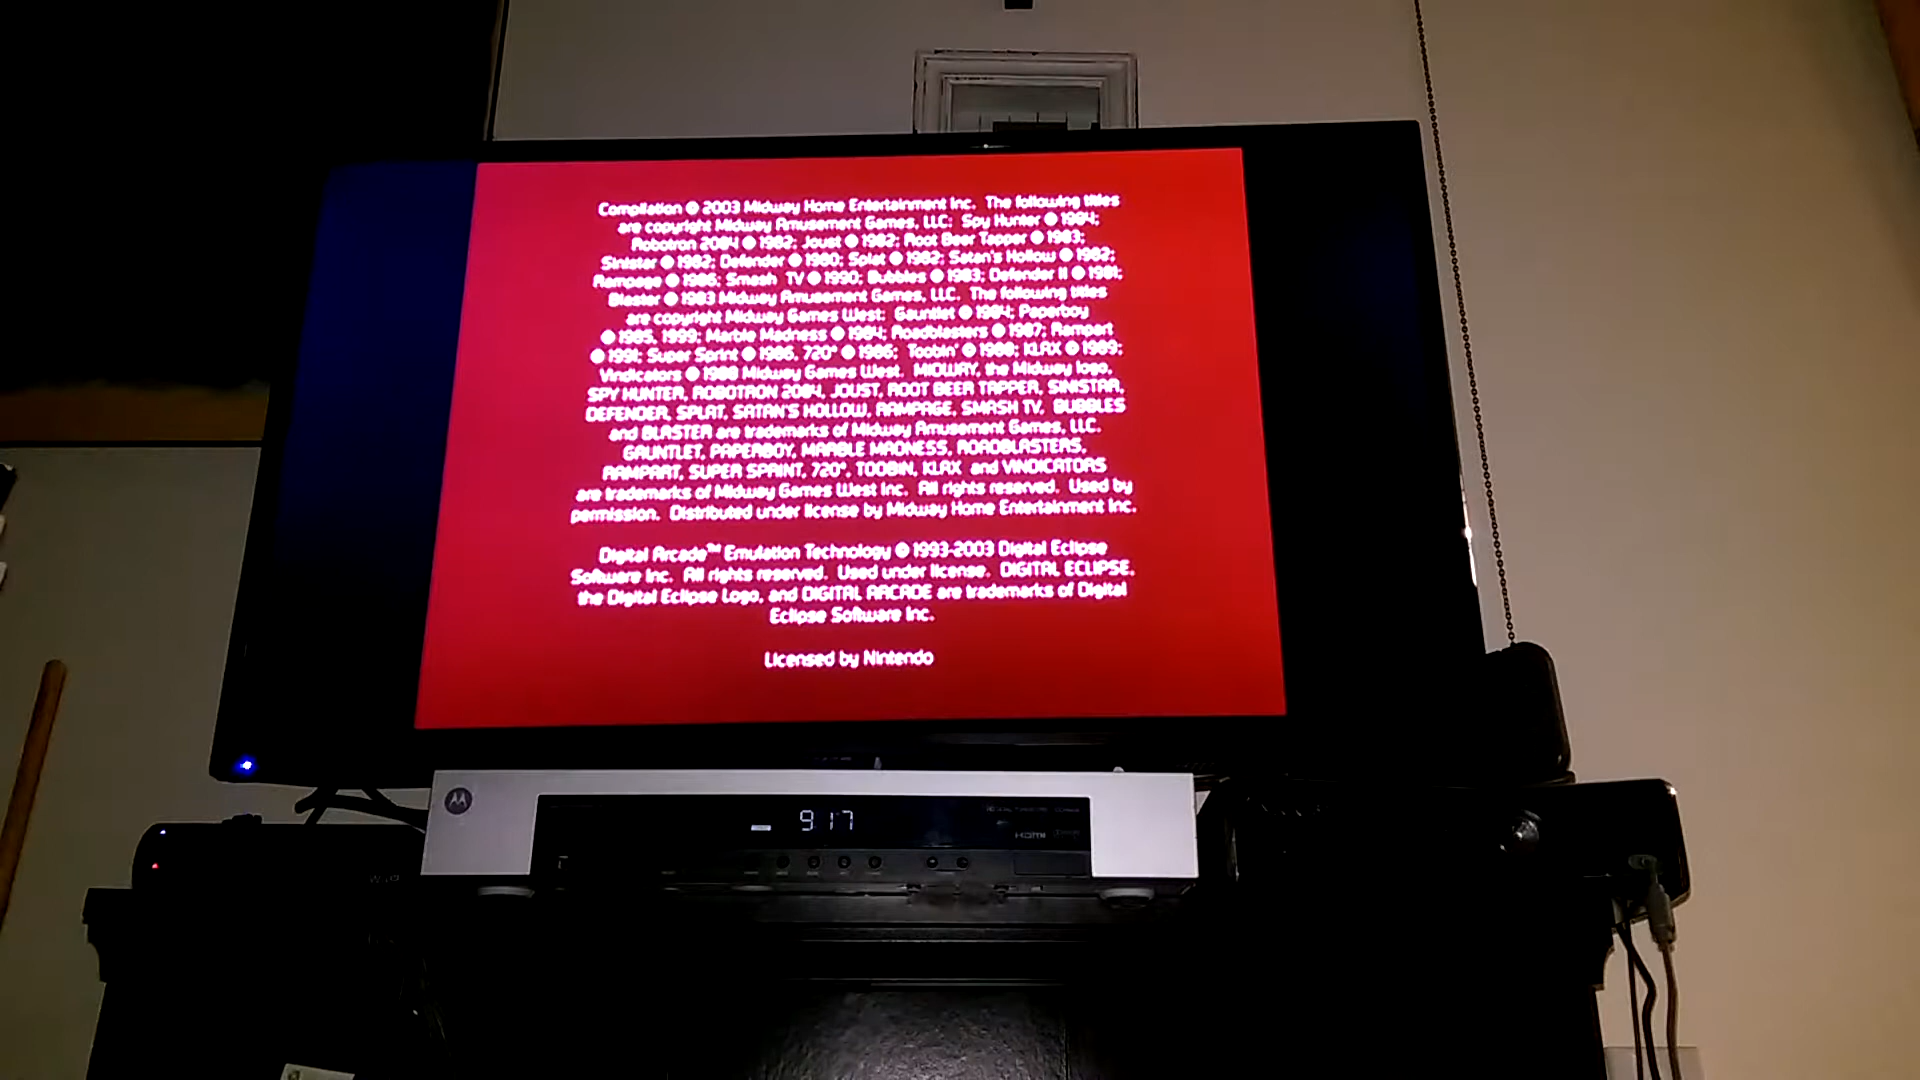 Compilation © 2003 Midway Home Entertainment Inc. The following titles
are copyright Midway Amusement Games, LLC: Spy Hunter © 1984;
Robotron 2084 © 1982; Joust © 1982; Root Beer Tapper © 1983;
Sinistar © 1982; Defender © 1980; Splat © 1982; Satan's Hollow © 1982;
Rampage © 1986; Smash TV © 1990; Bubbles © 1983; Defender II © 1981;
Blaster © 1983 Midway Amusement Games, LLC. The following titles
are copyright Midway Games West: Gauntlet © 1984; Paperboy
© 1985, 1999; Marble Madness © 1984; Roadblasters © 1987; Rampart
© 1991; Super Sprint © 1986, 720° © 1986; Toobin' © 1988; KLAX © 1989;
Vindicators © 1988 Midway Games West. MIDWAY, the Midway logo,
SPY HUNTER, ROBOTRON 2084, JOUST, ROOT BEER TAPPER, SINISTAR,
DEFENDER, SPLAT, SATAN'S HOLLOW, RAMPAGE, SMASH TV, BUBBLES
and BLASTER are trademarks of Midway Amusement Games, LLC.
GAUNTLET, PAPERBOY, MARBLE MADNESS, ROADBLASTERS,
RAMPART, SUPER SPRINT, 720°, TOOBIN, KLAX and VINDICATORS
are trademarks of Midway Games West Inc. All rights reserved. Used by
permission. Distributed under license by Midway Home Entertainment Inc.
Digital Arcade™ Emulation Technology © 1993-2003 Digital Eclipse
Software Inc. All rights reserved. Used under license. DIGITAL ECLIPSE,
the Digital Eclipse Logo, and DIGITAL ARCADE are trademarks of Digital
Eclipse Software Inc.
Licensed by Nintendo
9:17
HDMI